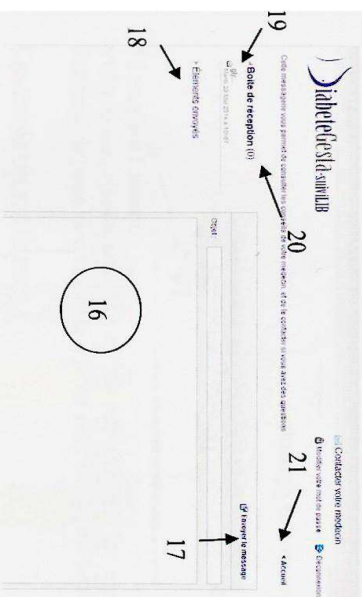 DiabeteGesta-suiviLIB
Contacter votre médecin
Modifier votre mot de passe
Déconnexion
Cette messagerie vous permet de consulter les conseils de votre médecin, et de le contacter si vous avez des questions
Accueil
19
20
21
Boîte de réception (0)
Envoyer le message
Objet:
Éléments envoyés
16
17
18